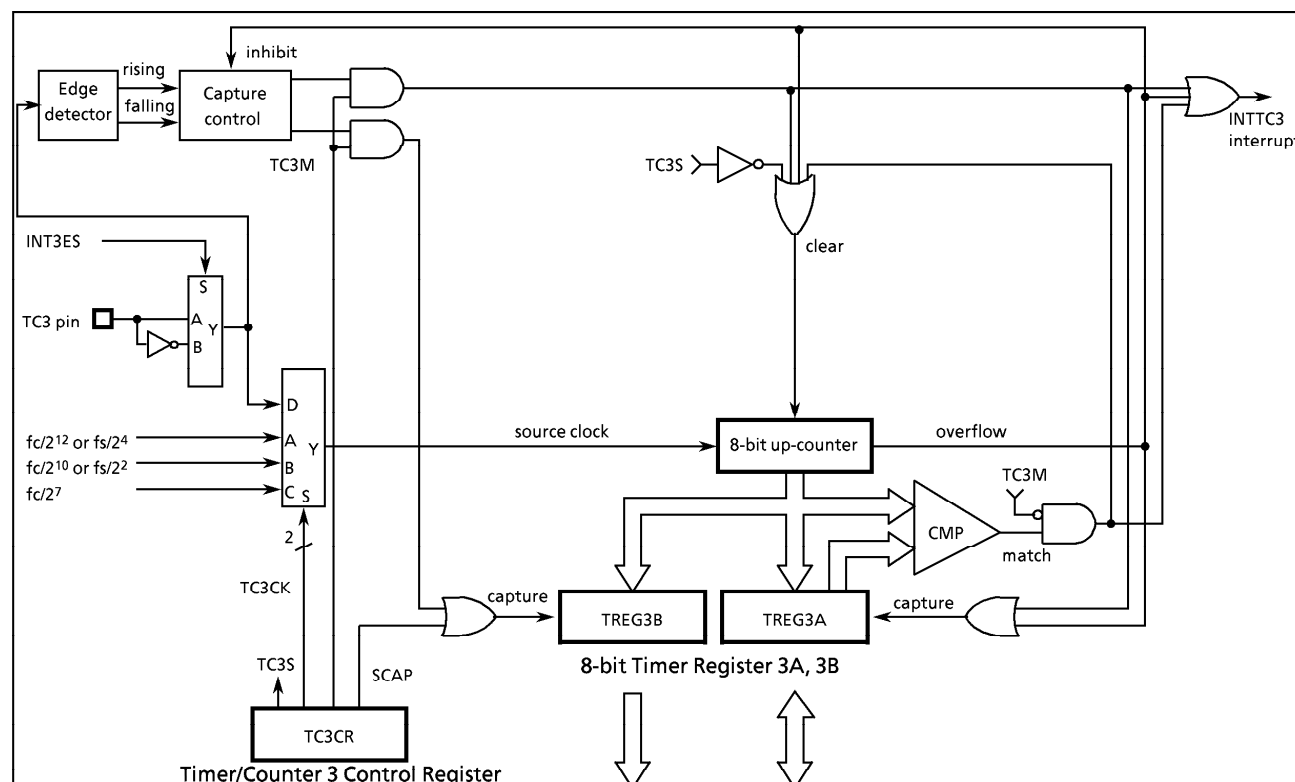 inhibit
rising
Edge
detector
falling
Capture
control
TC3M
TC3S
INTTC3
interrupt
clear
INT3ES
S
TC3 pin
A
Y
B
D
fc/2¹² or fs/2⁴
A
Y
source clock
8-bit up-counter
overflow
fc/2¹⁰ or fs/2²
B
fc/2⁷
C
S
TC3M
2
CMP
match
TC3CK
capture
TREG3B
TREG3A
capture
8-bit Timer Register 3A, 3B
TC3S
SCAP
TC3CR
Timer/Counter 3 Control Register